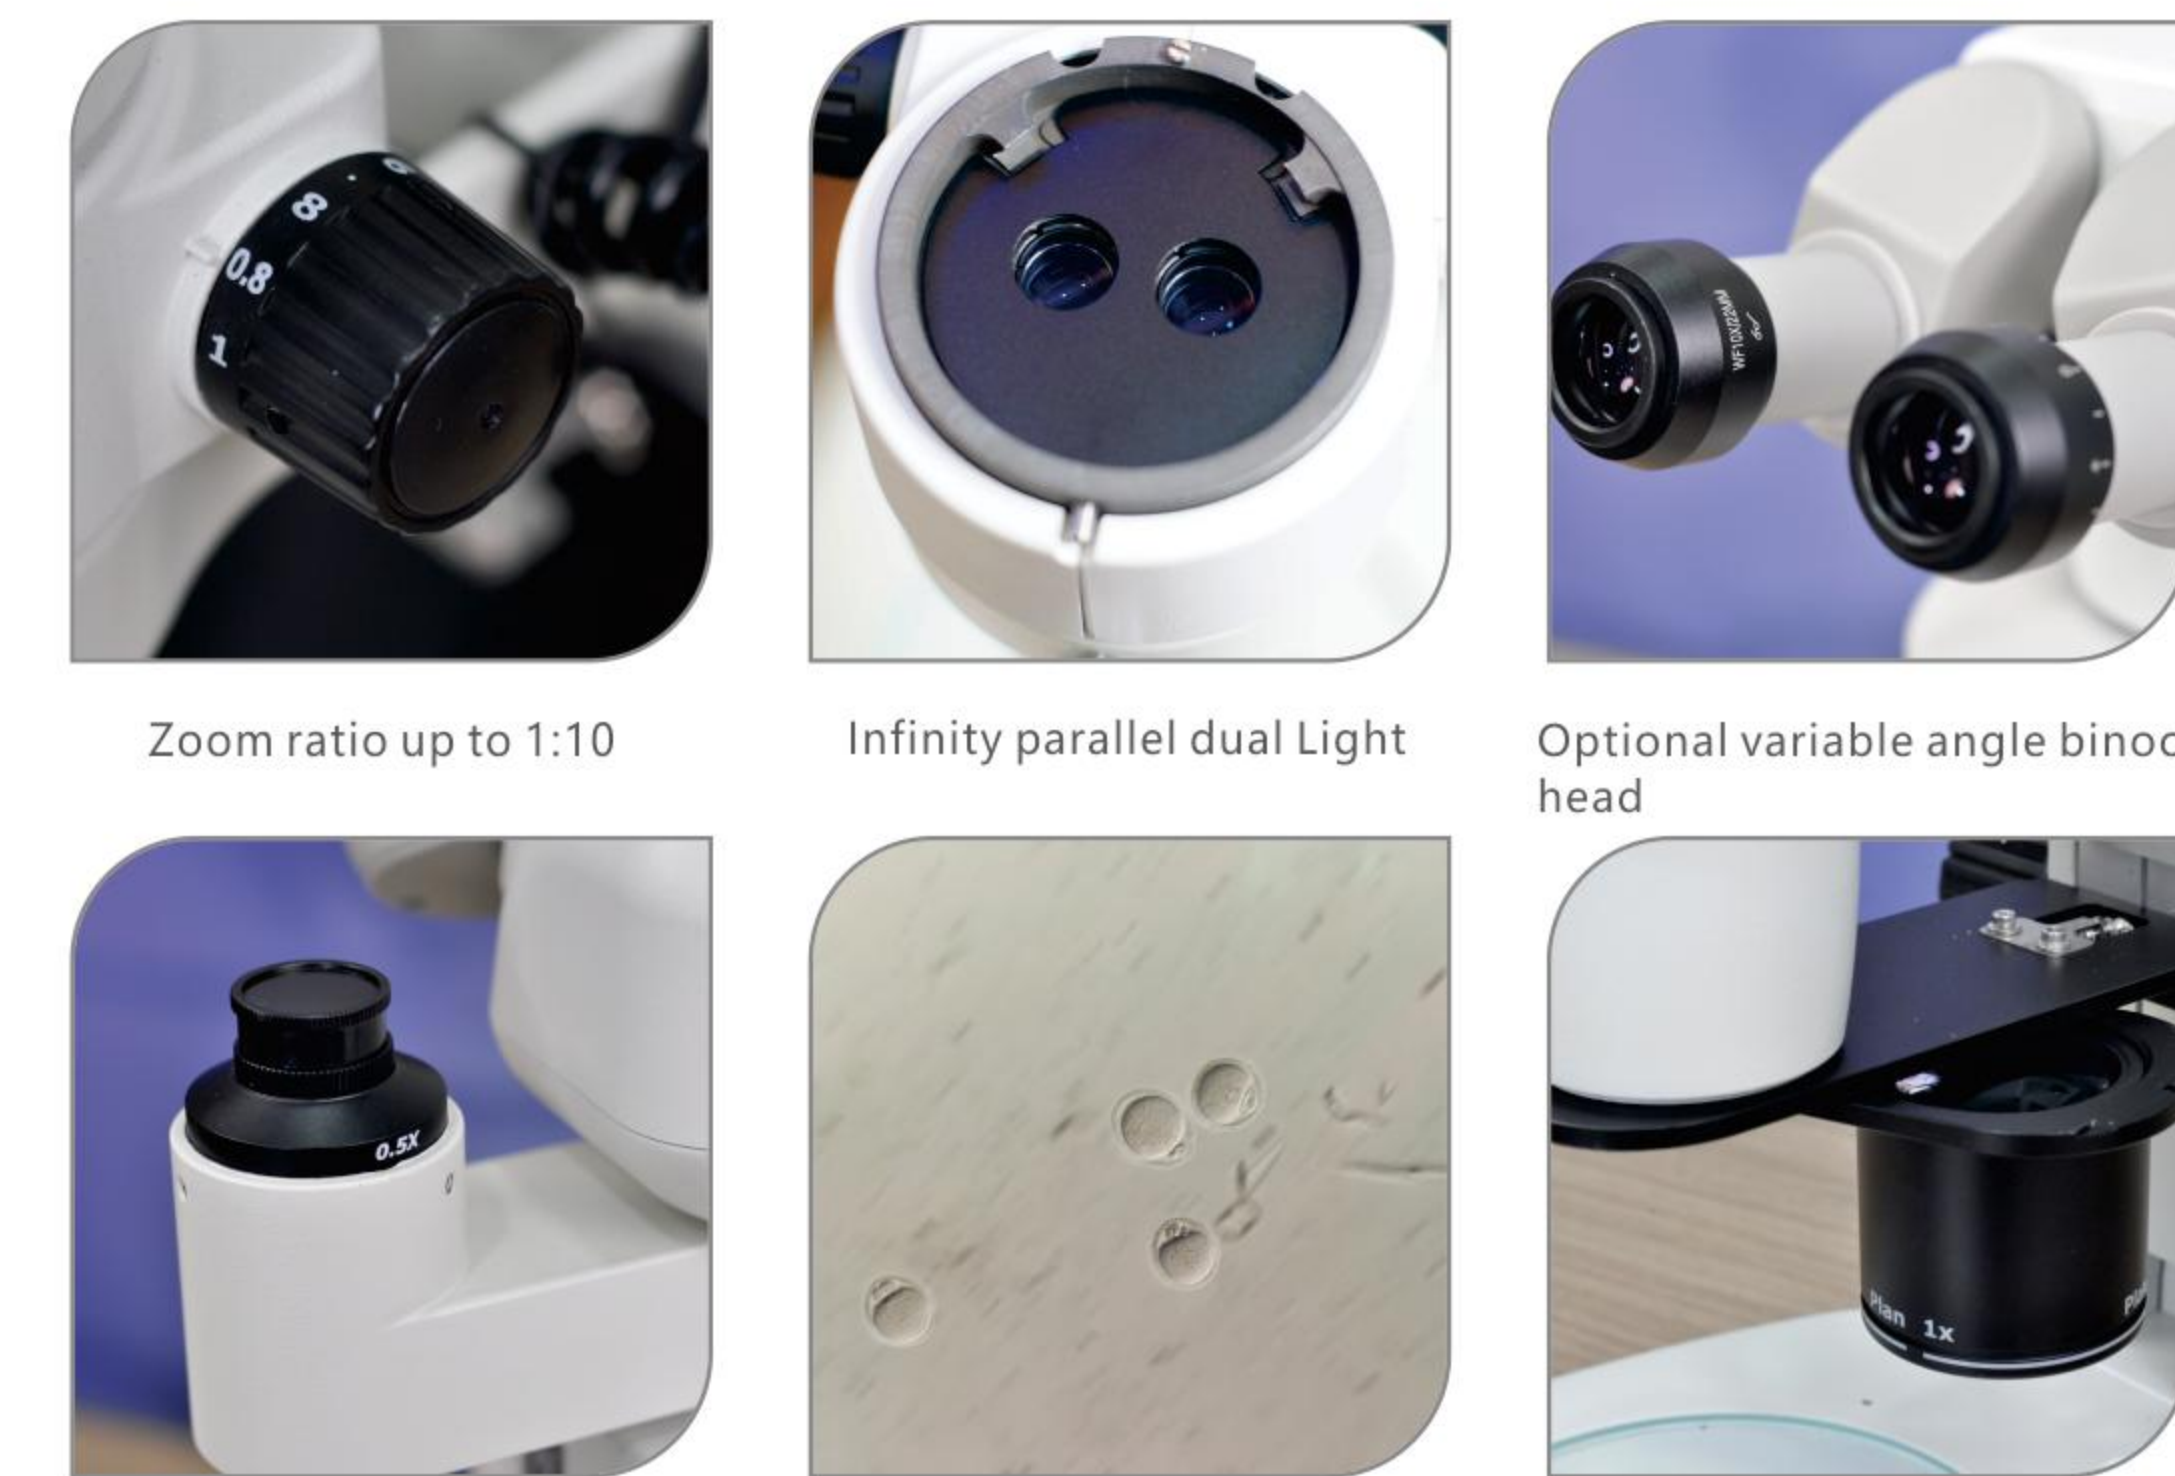 8
0.8
1
WF10X/22MM
Zoom ratio up to 1:10
Infinity parallel dual Light
Optional variable angle
head
0.5X
Plan 1x